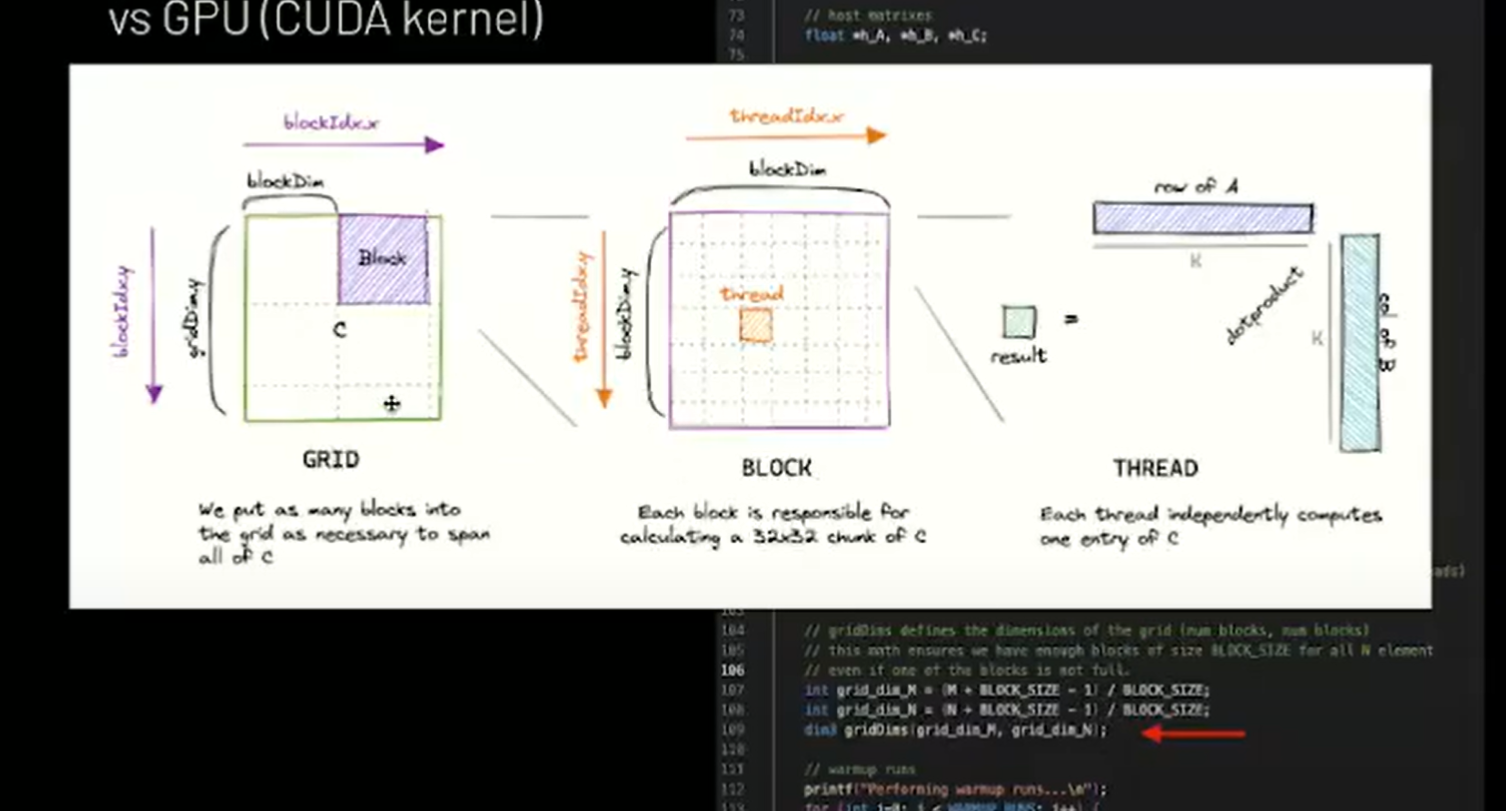 vs GPU (CUDA kernel)
73 // host matrixes
74 float *h_A, *h_B, *h_C;
75
blockIdx.x
blockDim
blockIdx.y
gridDim.y
Block
C
GRID
We put as many blocks into
the grid as necessary to span
all of C
threadIdx.x
blockDim
threadIdx.y
blockDim.y
thread
BLOCK
Each block is responsible for
calculating a 32x32 chunk of C
row of A
K
dotproduct
K
col of B
result
=
THREAD
Each thread independently computes
one entry of C
ads)
103
104 // gridDims defines the dimensions of the grid (num blocks, num blocks)
105 // this math ensures we have enough blocks of size BLOCK_SIZE for all N element
106 // even if one of the blocks is not full.
107 int grid_dim_M = (M + BLOCK_SIZE - 1) / BLOCK_SIZE;
108 int grid_dim_N = (N + BLOCK_SIZE - 1) / BLOCK_SIZE;
109 dim3 gridDims(grid_dim_M, grid_dim_N);
110
111 // warmup runs
112 printf("Performing warmup runs...\n");
113 for (int i=0; i < WARMUP_RUNS; i++) {